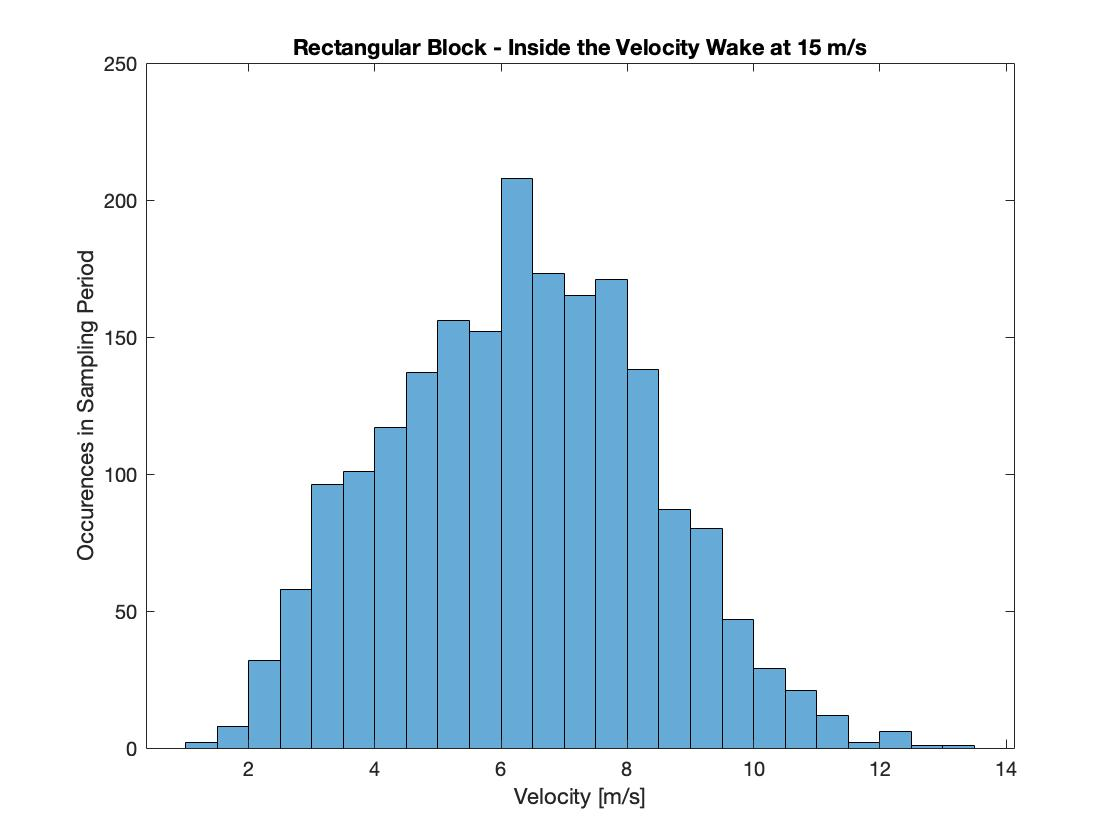 Rectangular Block - Inside the Velocity Wake at 15 m/s
250
200
150
100
50
0
Occurences in Sampling Period
2 4 6 8 10 12 14
Velocity [m/s]